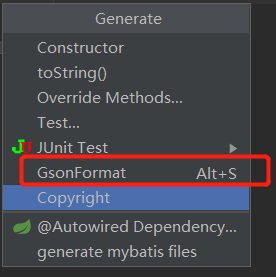 Generate
Constructor
toString()
Override Methods...
Test...
JUnit Test
GsonFormat Alt+S
Copyright
@Autowired Dependency...
generate mybatis files